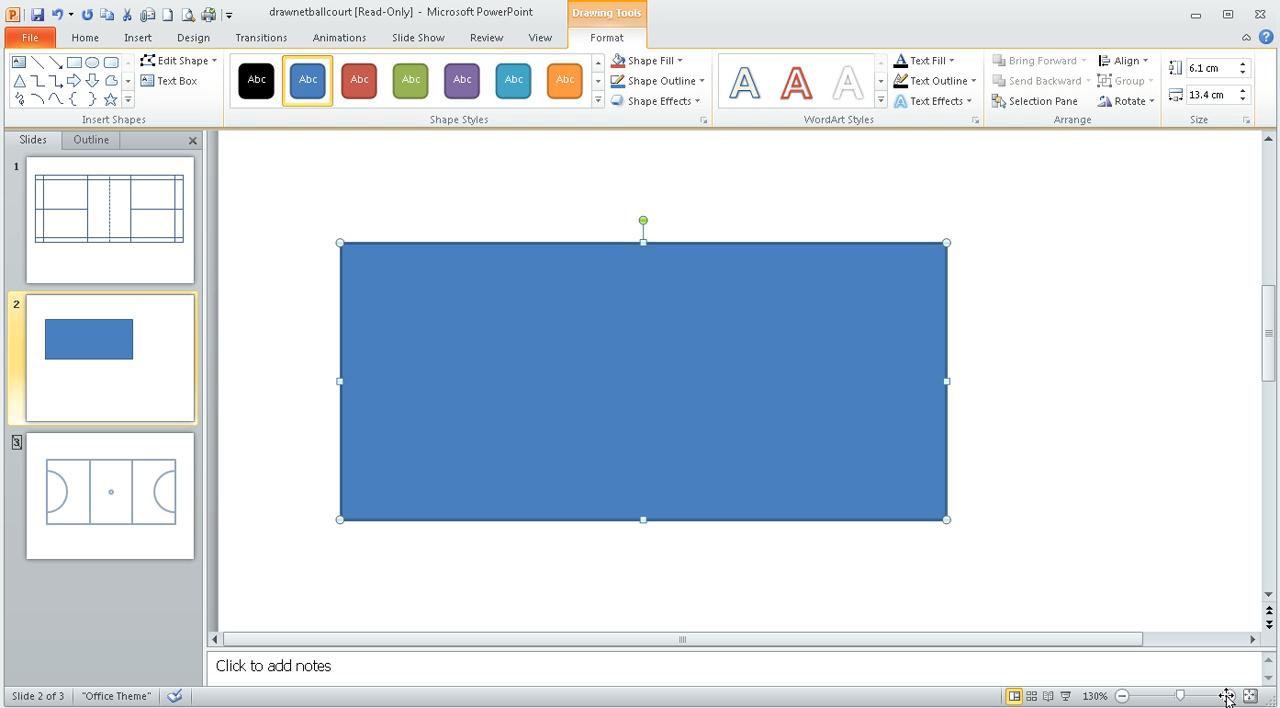 drawnetballcourt [Read-Only] - Microsoft PowerPoint
Drawing Tools
File Home Insert Design Transitions Animations Slide Show Review View Format
Edit Shape
Text Box
Insert Shapes
Abc Abc Abc Abc Abc Abc Abc
Shape Fill
Shape Outline
Shape Effects
Shape Styles
A A A
Text Fill
Text Outline
Text Effects
WordArt Styles
Bring Forward
Send Backward
Selection Pane
Align
Group
Rotate
Arrange
6.1 cm
13.4 cm
Size
Slides Outline
1
2
3
Click to add notes
Slide 2 of 3 "Office Theme" 130%